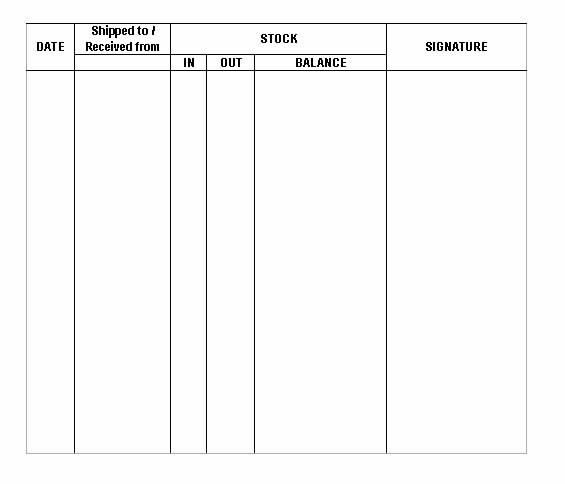 DATE
Shipped to /
Received from
STOCK
SIGNATURE
IN
OUT
BALANCE